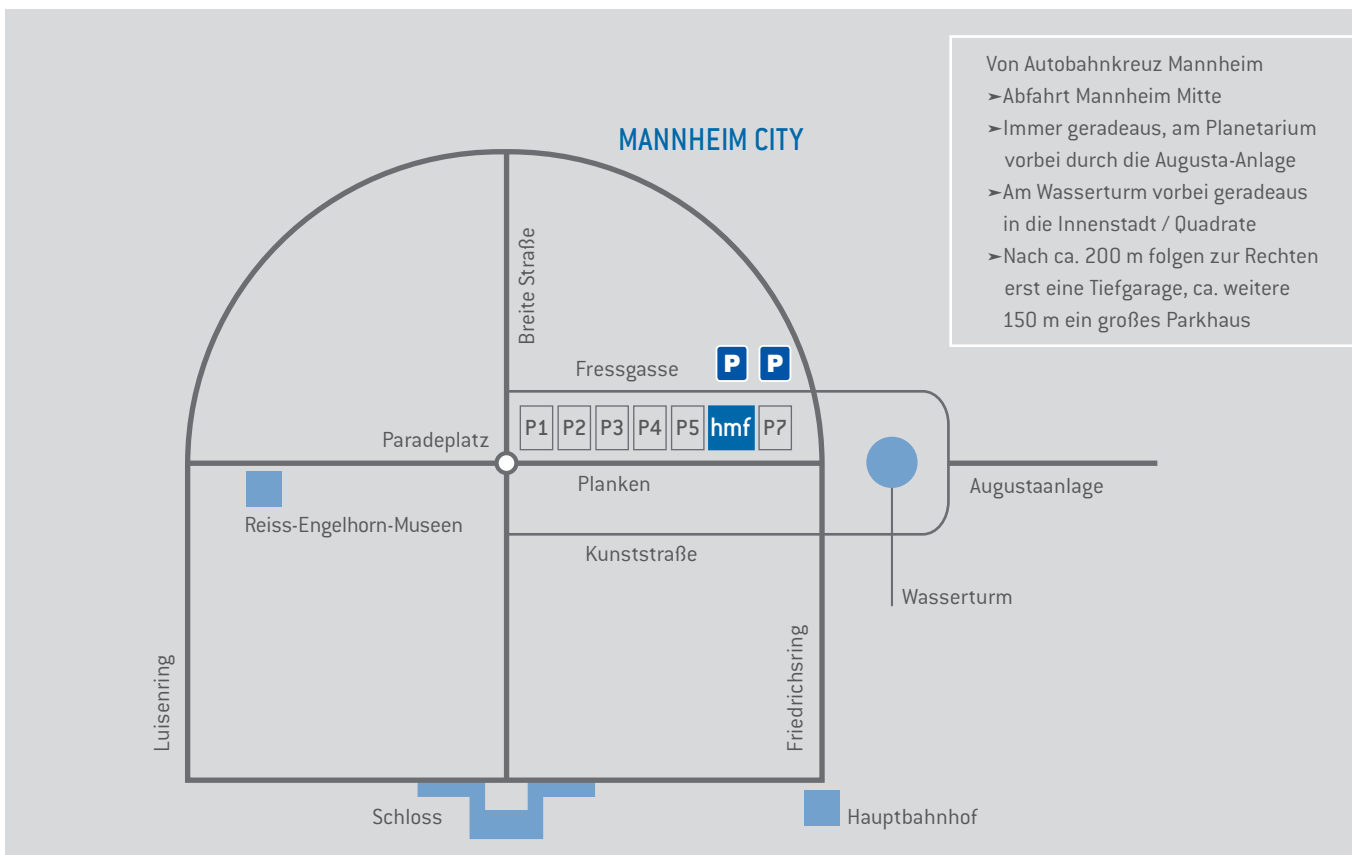 Von Autobahnkreuz Mannheim
➢Abfahrt Mannheim Mitte
➢Immer geradeaus, am Planetarium
vorbei durch die Augusta-Anlage
➢Am Wasserturm vorbei geradeaus
in die Innenstadt / Quadrate
➢Nach ca. 200 m folgen zur Rechten
erst eine Tiefgarage, ca. weitere
150 m ein großes Parkhaus
MANNHEIM CITY
Breite Straße
Fressgasse
P P
P1 P2 P3 P4 P5 hmf P7
Paradeplatz
Planken
Augustaanlage
Reiss-Engelhorn-Museen
Kunststraße
Wasserturm
Luisenring
Friedrichsring
Schloss
Hauptbahnhof